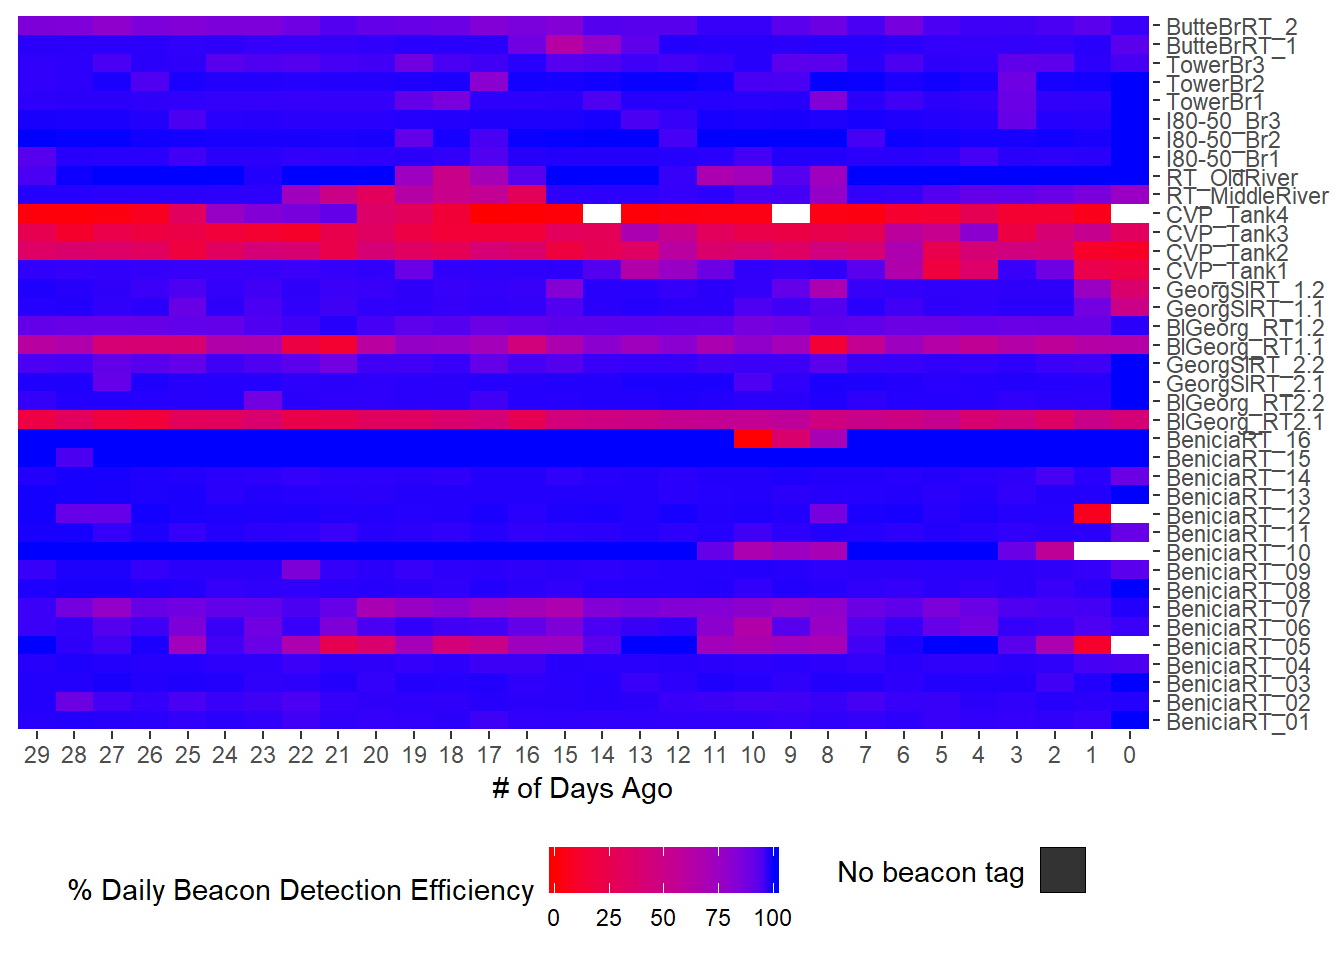 ButteBrRT_2
ButteBrRT_1
TowerBr3
TowerBr2
TowerBr1
I80-50_Br3
I80-50_Br2
I80-50_Br1
RT_OldRiver
RT_MiddleRiver
CVP_Tank4
CVP_Tank3
CVP_Tank2
CVP_Tank1
GeorgSlRT_1.2
GeorgSlRT_1.1
BlGeorg_RT1.2
BlGeorg_RT1.1
GeorgSlRT_2.2
GeorgSlRT_2.1
BlGeorg_RT2.2
BlGeorg_RT2.1
BeniciaRT_16
BeniciaRT_15
BeniciaRT_14
BeniciaRT_13
BeniciaRT_12
BeniciaRT_11
BeniciaRT_10
BeniciaRT_09
BeniciaRT_08
BeniciaRT_07
BeniciaRT_06
BeniciaRT_05
BeniciaRT_04
BeniciaRT_03
BeniciaRT_02
BeniciaRT_01
29 28 27 26 25 24 23 22 21 20 19 18 17 16 15 14 13 12 11 10 9 8 7 6 5 4 3 2 1 0
# of Days Ago
% Daily Beacon Detection Efficiency
0 25 50 75 100
No beacon tag